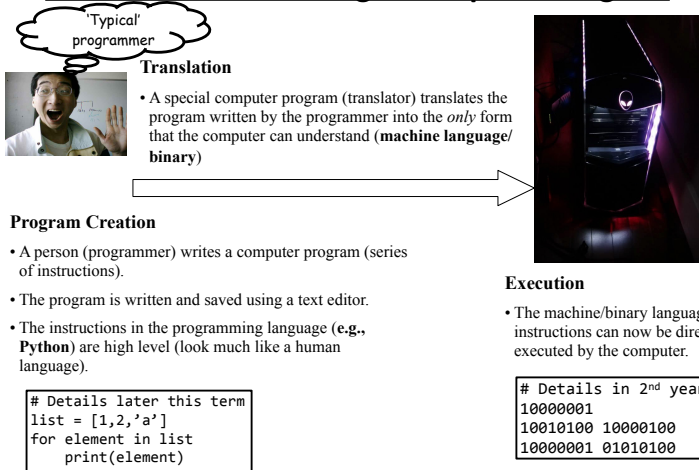 'Typical'
programmer
Translation
• A special computer program (translator) translates the
program written by the programmer into the only form
that the computer can understand (machine language/
binary)
Program Creation
• A person (programmer) writes a computer program (series
of instructions).
• The program is written and saved using a text editor.
• The instructions in the programming language (e.g.,
Python) are high level (look much like a human
language).
# Details later this term
list = [1,2,'a']
for element in list
    print(element)
Execution
• The machine/binary
instructions can now be
executed by the computer.
# Details in 2nd year
10000001
10010100 10000100
10000001 01010100